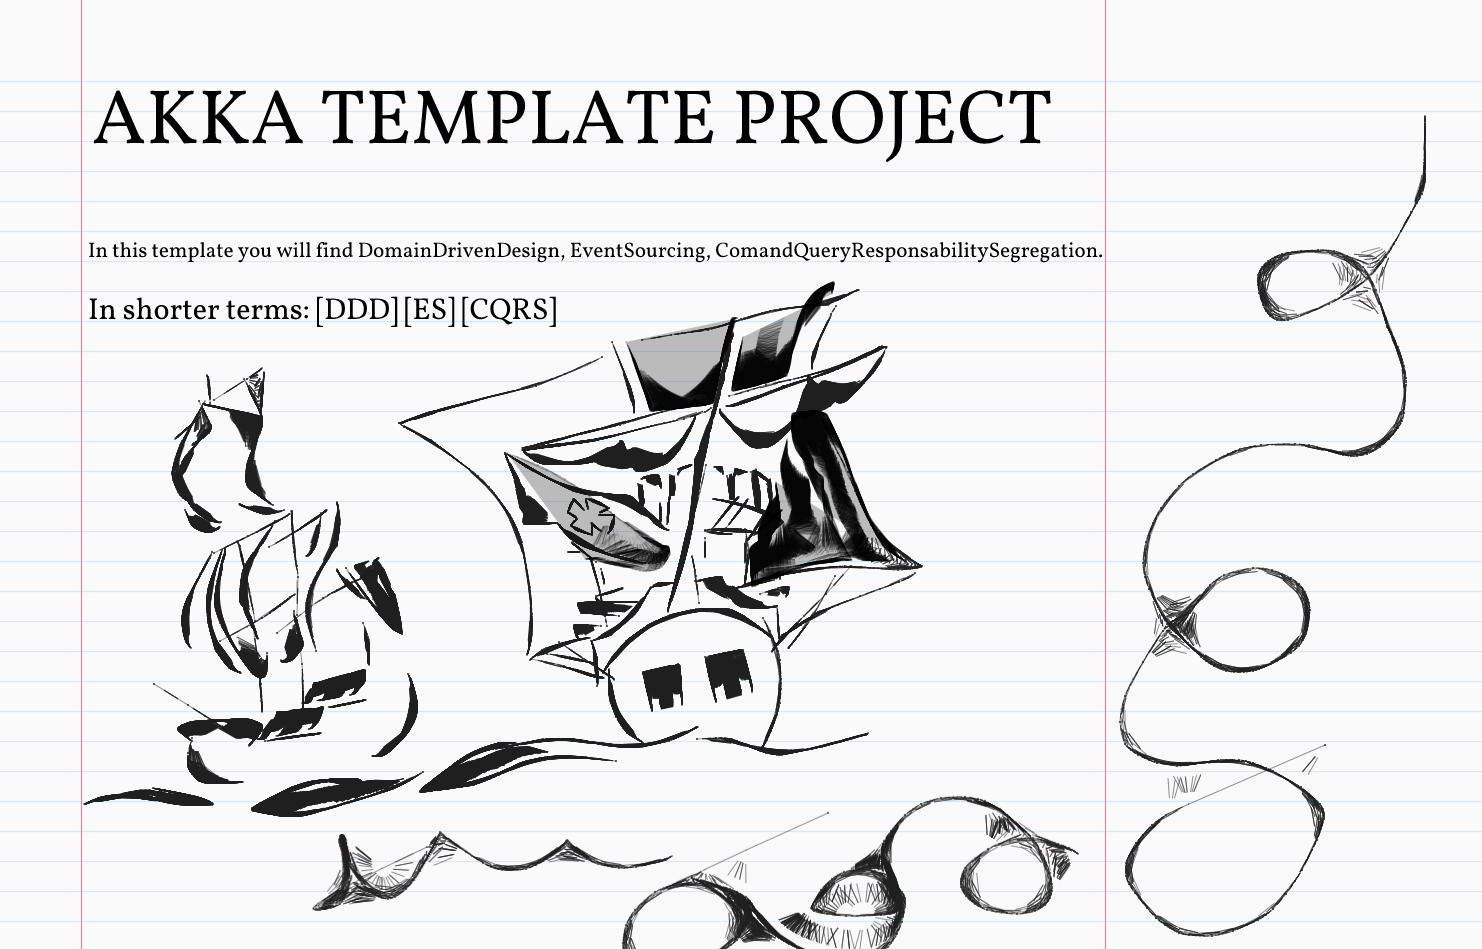 AKKA TEMPLATE PROJECT
In this template you will find DomainDrivenDesign, EventSourcing, ComandQueryResponsabilitySegregation.
In shorter terms: [DDD][ES][CQRS]